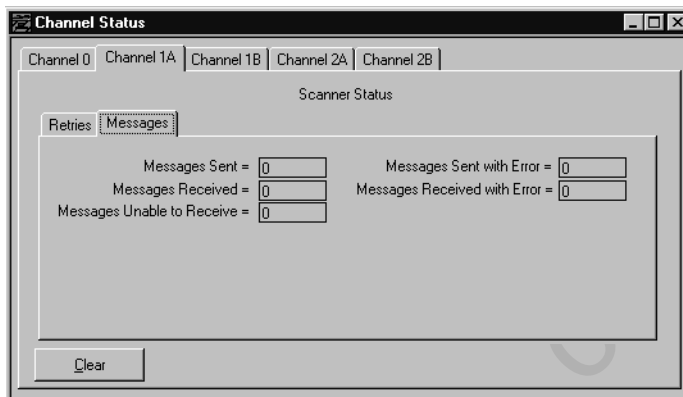 Channel Status
Channel 0 Channel 1A Channel 1B Channel 2A Channel 2B
Scanner Status
Retries Messages
Messages Sent = 0 Messages Sent with Error = 0
Messages Received = 0 Messages Received with Error = 0
Messages Unable to Receive = 0
Clear